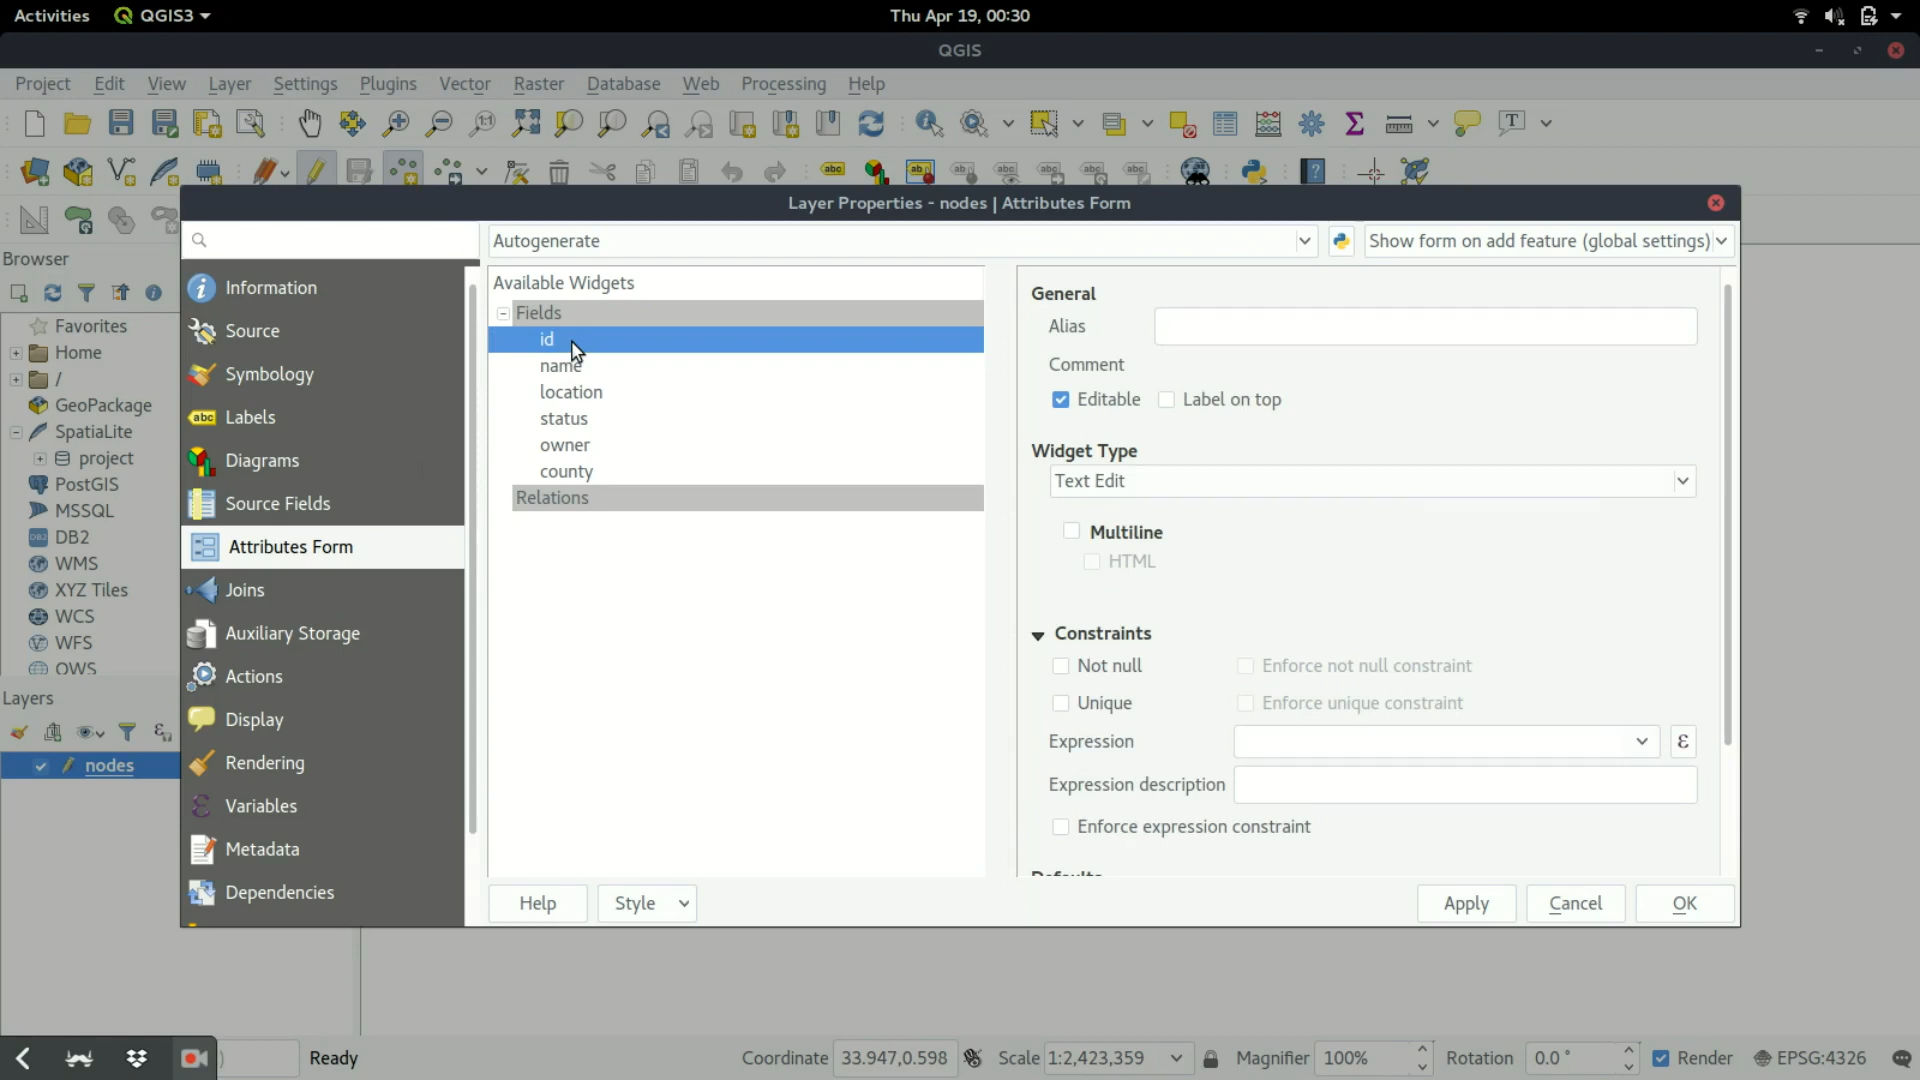 Activities QGIS3 Thu Apr 19, 00:30
QGIS
Project Edit View Layer Settings Plugins Vector Raster Database Web Processing Help
Layer Properties - nodes | Attributes Form
Browser
Favorites
Home
/
GeoPackage
SpatiaLite
project
PostGIS
MSSQL
DB2
WMS
XYZ Tiles
WCS
WFS
OWS
Layers
nodes
Information
Source
Symbology
Labels
Diagrams
Source Fields
Attributes Form
Joins
Auxiliary Storage
Actions
Display
Rendering
Variables
Metadata
Dependencies
Autogenerate
Show form on add feature (global settings)
Available Widgets
Fields
id
name
location
status
owner
county
Relations
General
Alias
Comment
Editable Label on top
Widget Type
Text Edit
Multiline
HTML
Constraints
Not null Enforce not null constraint
Unique Enforce unique constraint
Expression ε
Expression description
Enforce expression constraint
Defaults
Help Style Apply Cancel OK
Ready Coordinate 33.947,0.598 Scale 1:2,423,359 Magnifier 100% Rotation 0.0 ° Render EPSG:4326